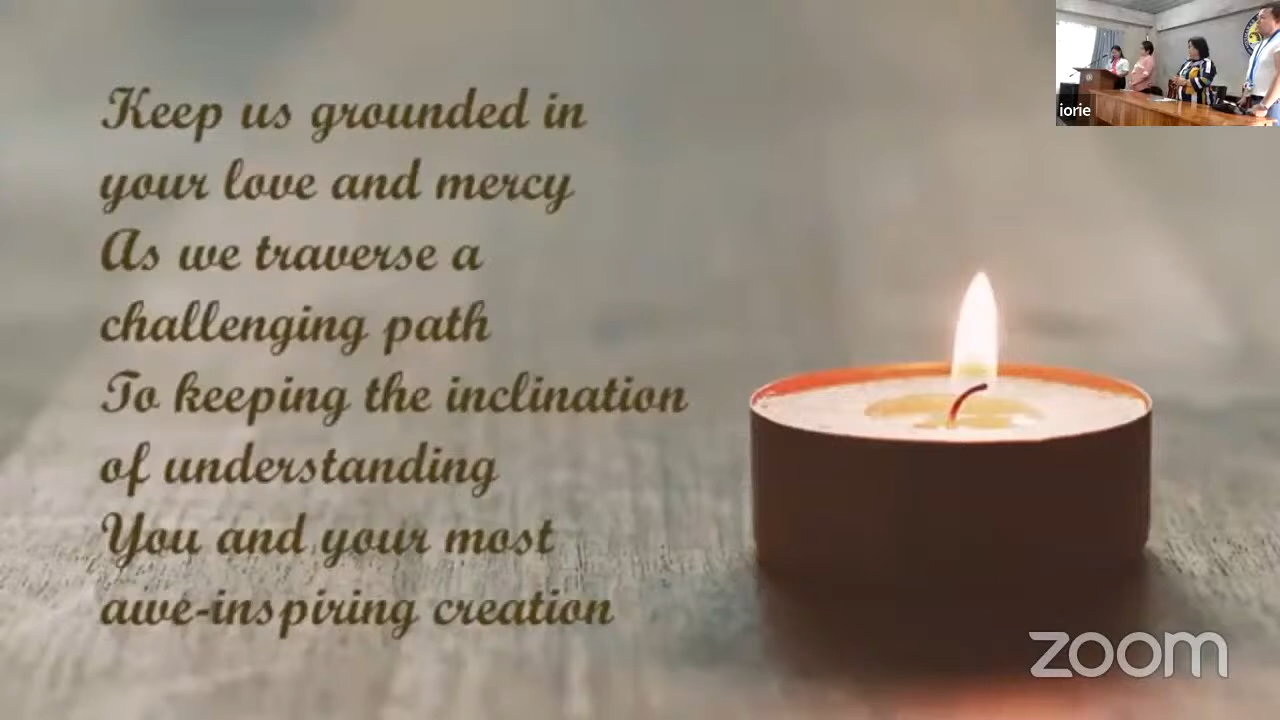 Keep us grounded in
your love and mercy
As we traverse a
challenging path
To keeping the inclination
of understanding
You and your most
awe-inspiring creation
iorie
zoom